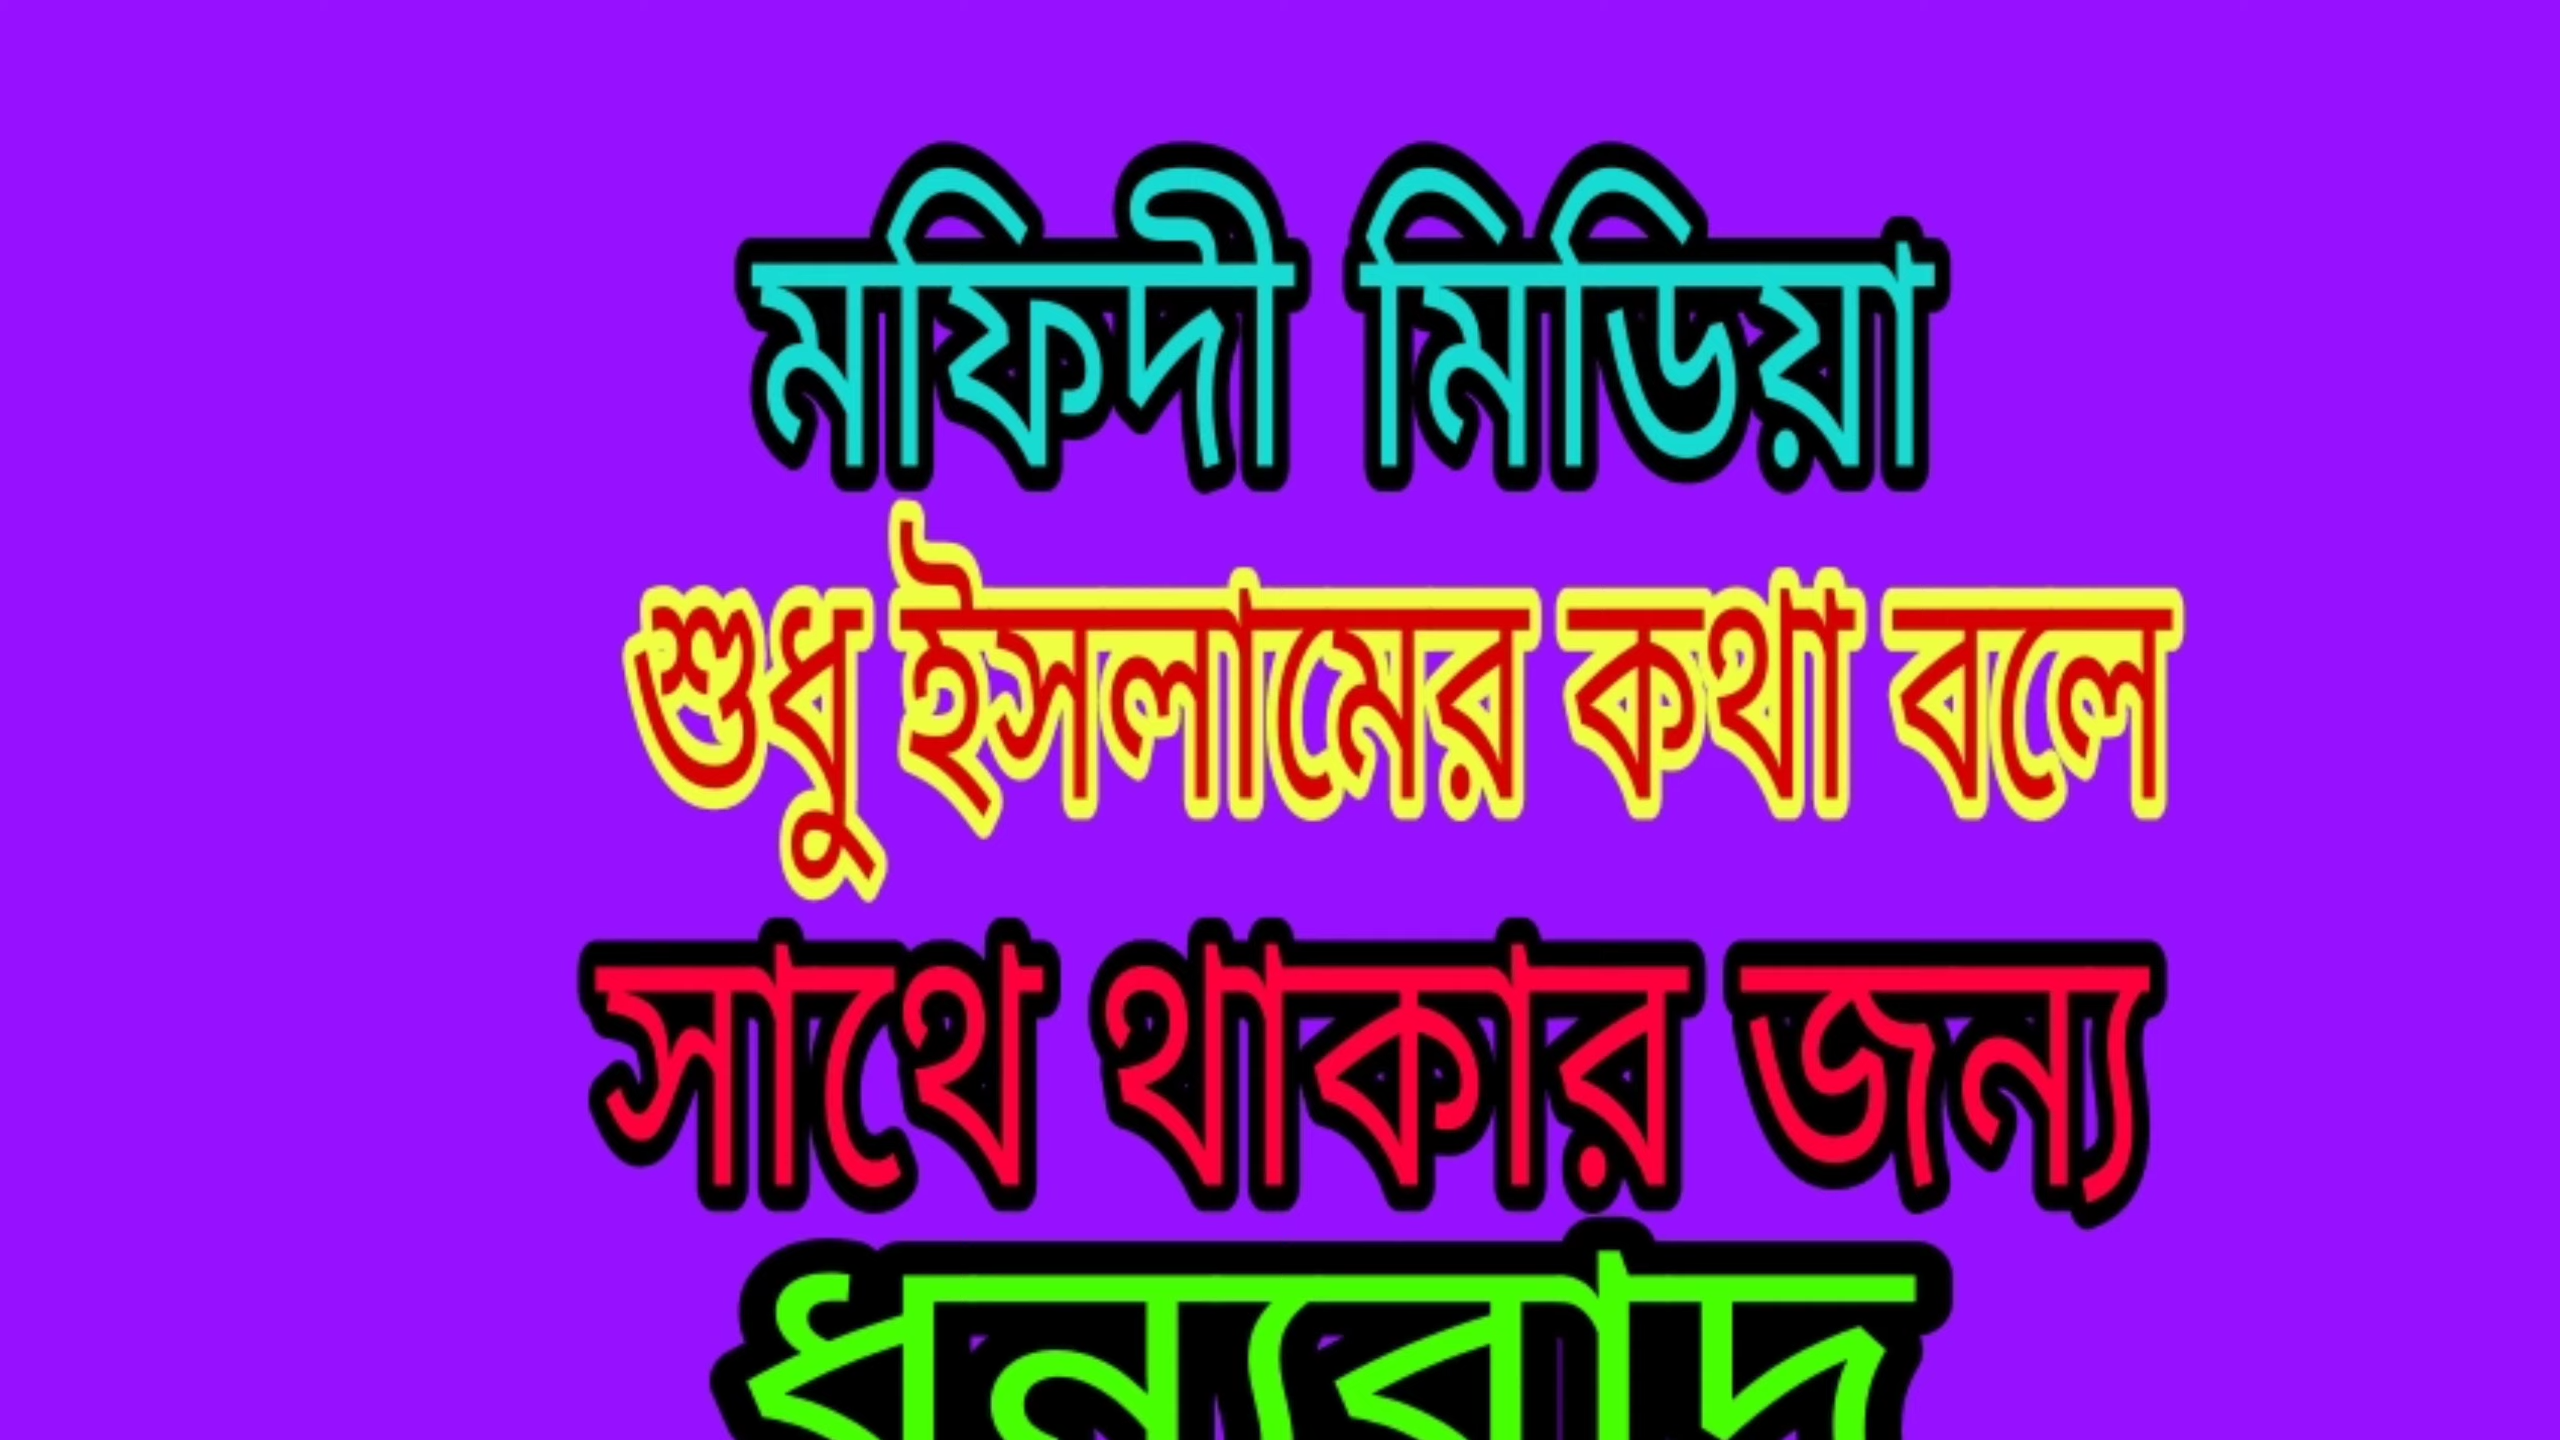 মফিদী মিডিয়া
শুধু ইসলামের কথা বলে
সাথে থাকার জন্য
ধন্যবাদ